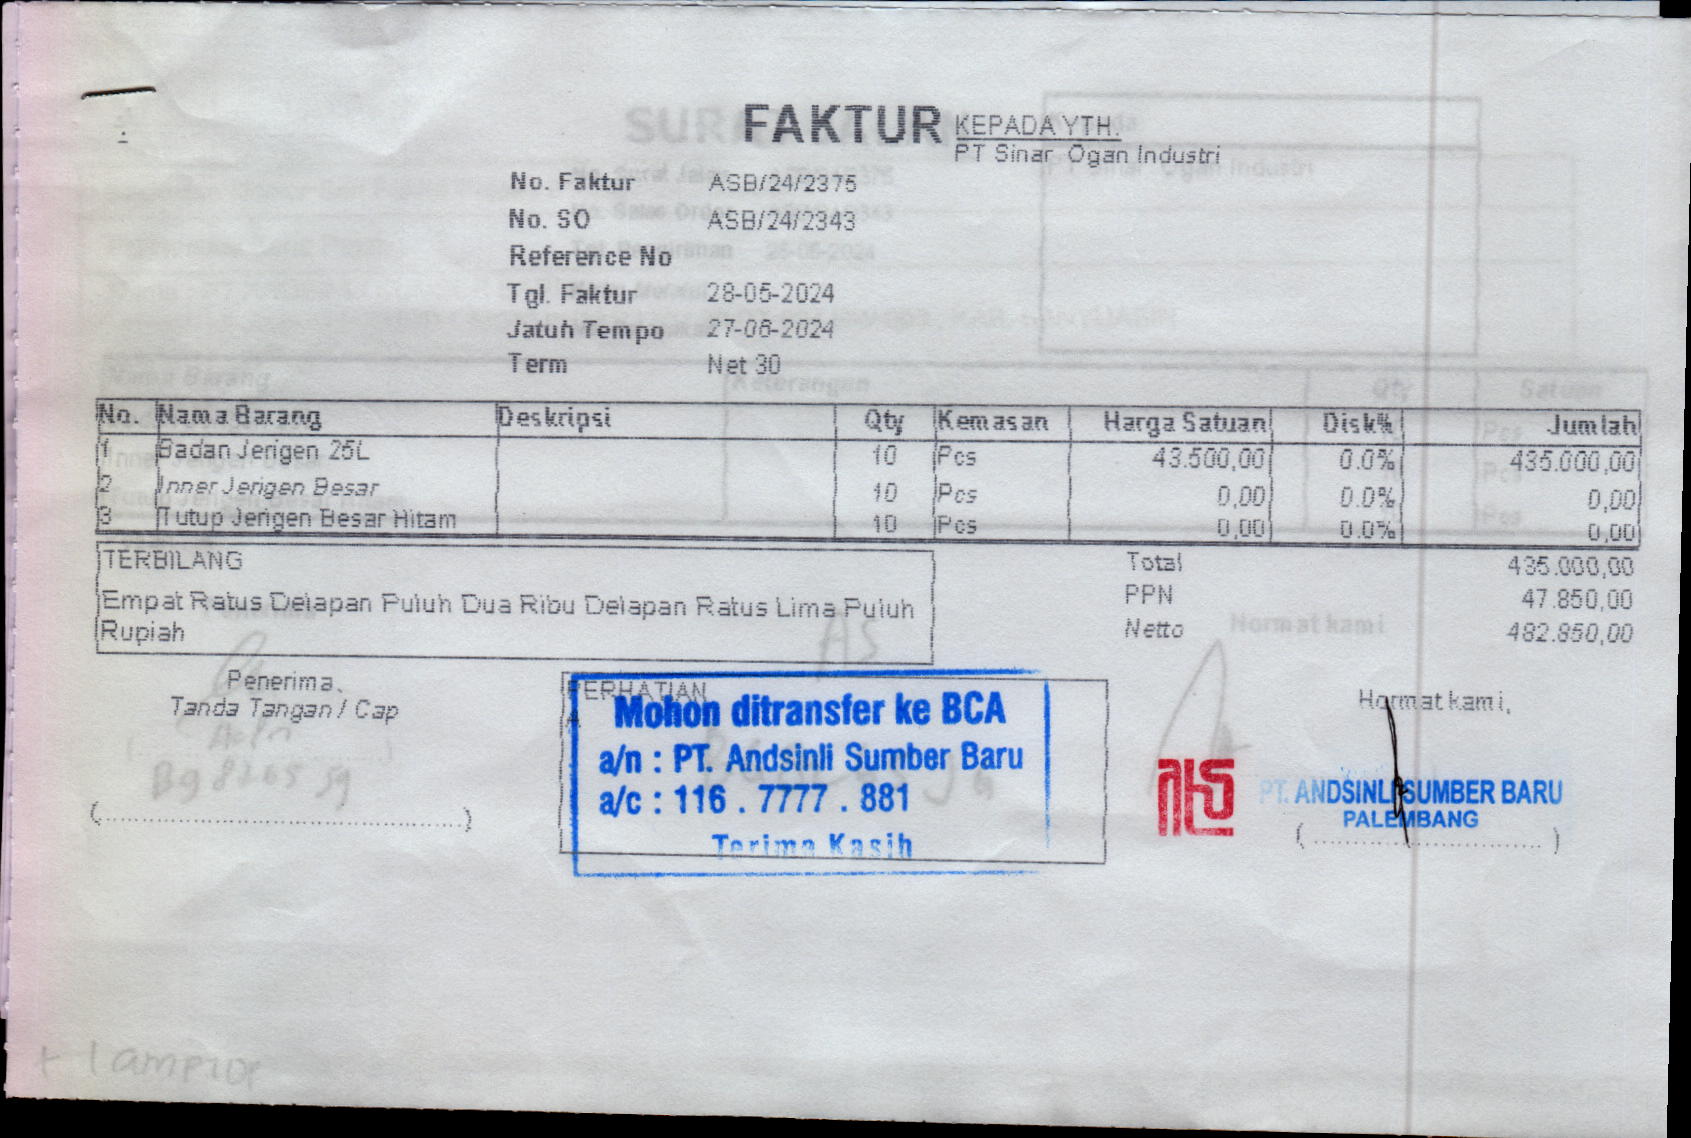 FAKTUR
KEPADA YTH.
PT Sinar Ogan Industri
No. Faktur ASB/24/2375
No. SO ASB/24/2343
Reference No
Tgl. Faktur 28-05-2024
Jatuh Tempo 27-06-2024
Term Net 30
No. Nama Barang Deskripsi Qty Kemasan Harga Satuan Disk% Jumlah
1 Badan Jerigen 25L 10 Pcs 43.500,00 0.0% 435.000,00
2 Inner Jerigen Besar 10 Pcs 0,00 0.0% 0,00
3 Tutup Jerigen Besar Hitam 10 Pcs 0,00 0.0% 0,00
TERBILANG
Empat Ratus Delapan Puluh Dua Ribu Delapan Ratus Lima Puluh
Rupiah
Total 435.000,00
PPN 47.850,00
Netto 482.850,00
Penerima,
Tanda Tangan / Cap
(....................)
PERHATIAN
Mohon ditransfer ke BCA
a/n : PT. Andsinli Sumber Baru
a/c : 116 . 7777 . 881
Terima Kasih
Hormat kami,
Hormat kami
PT. ANDSINLI SUMBER BARU
PALEMBANG
(....................)